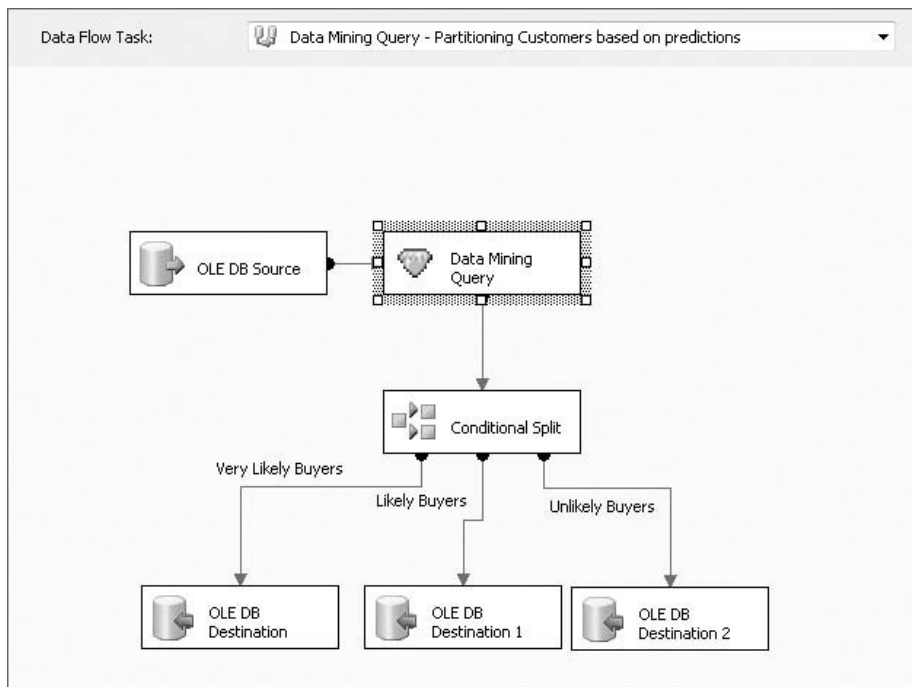 Data Flow Task:
Data Mining Query - Partitioning Customers based on predictions
OLE DB Source
Data Mining
Query
Conditional Split
Very Likely Buyers
Likely Buyers
Unlikely Buyers
OLE DB
Destination
OLE DB
Destination 1
OLE DB
Destination 2